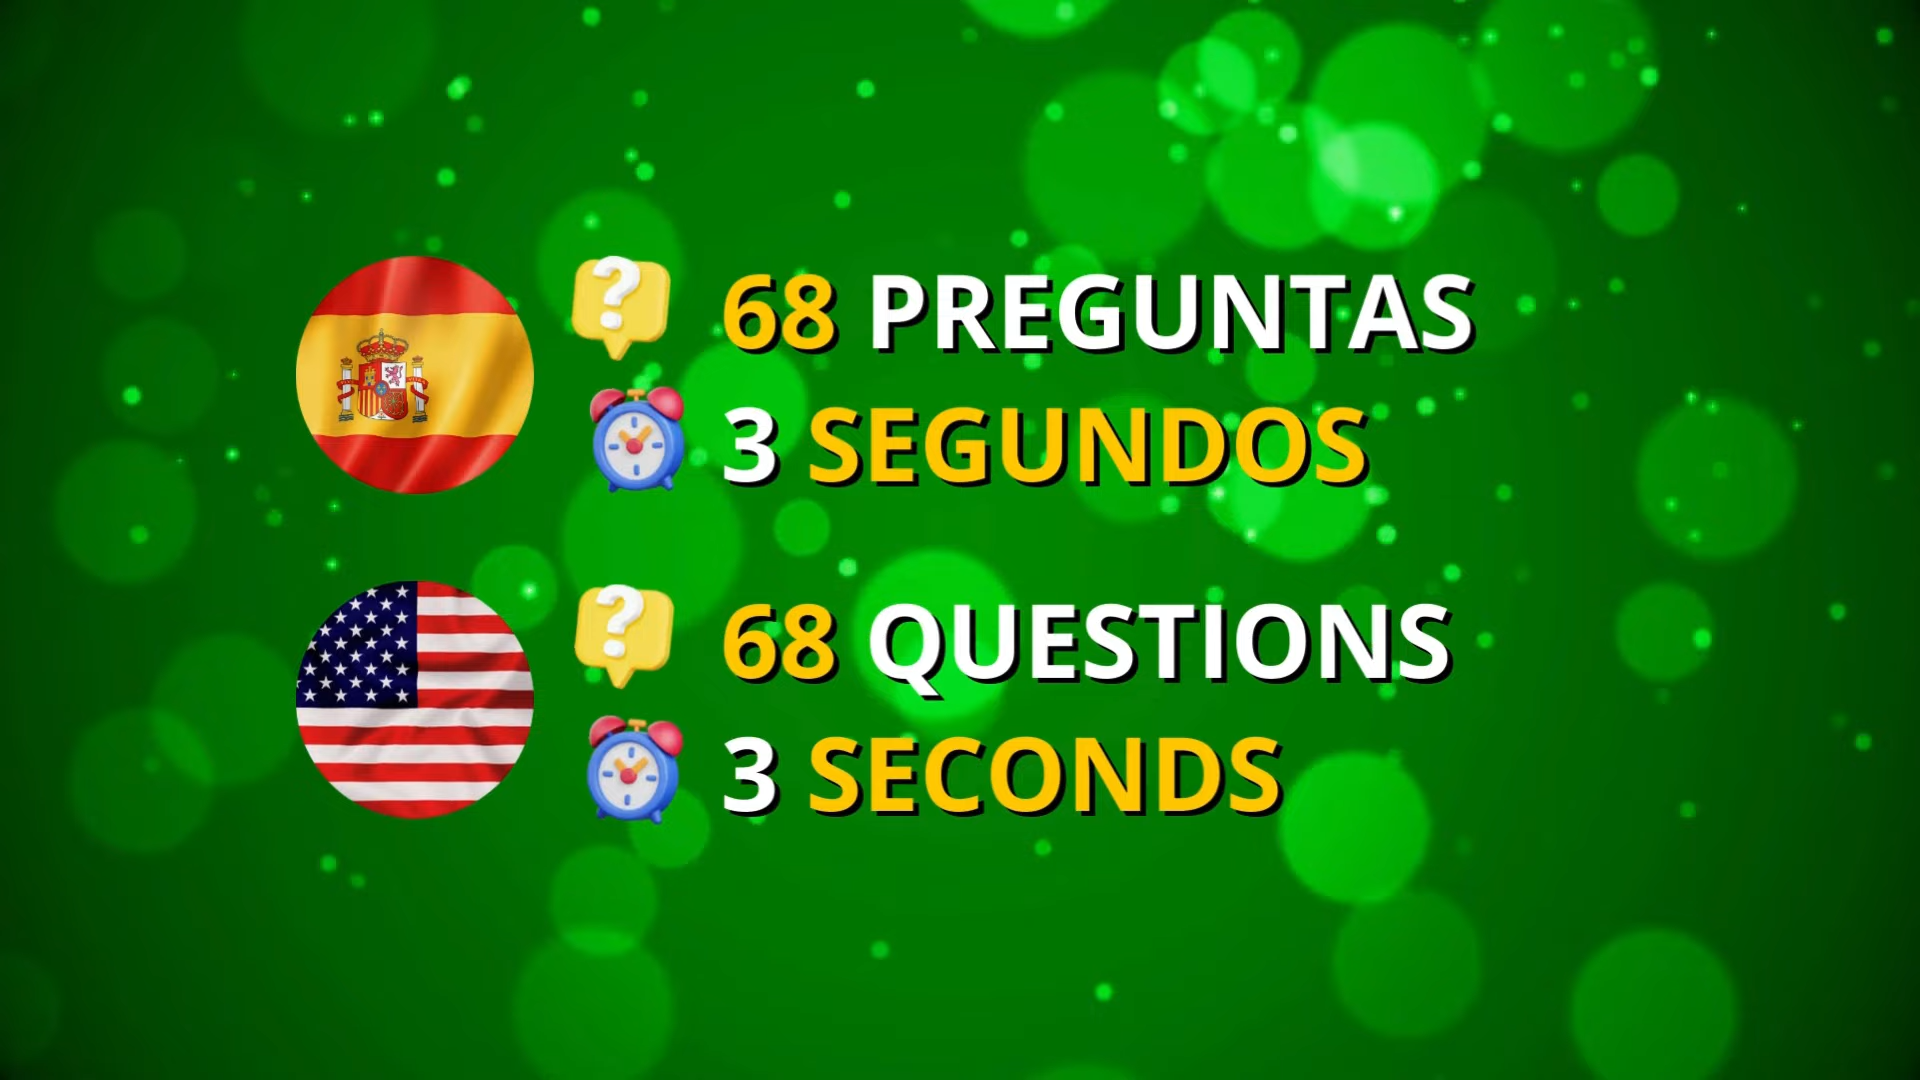 68 PREGUNTAS
3 SEGUNDOS
68 QUESTIONS
3 SECONDS